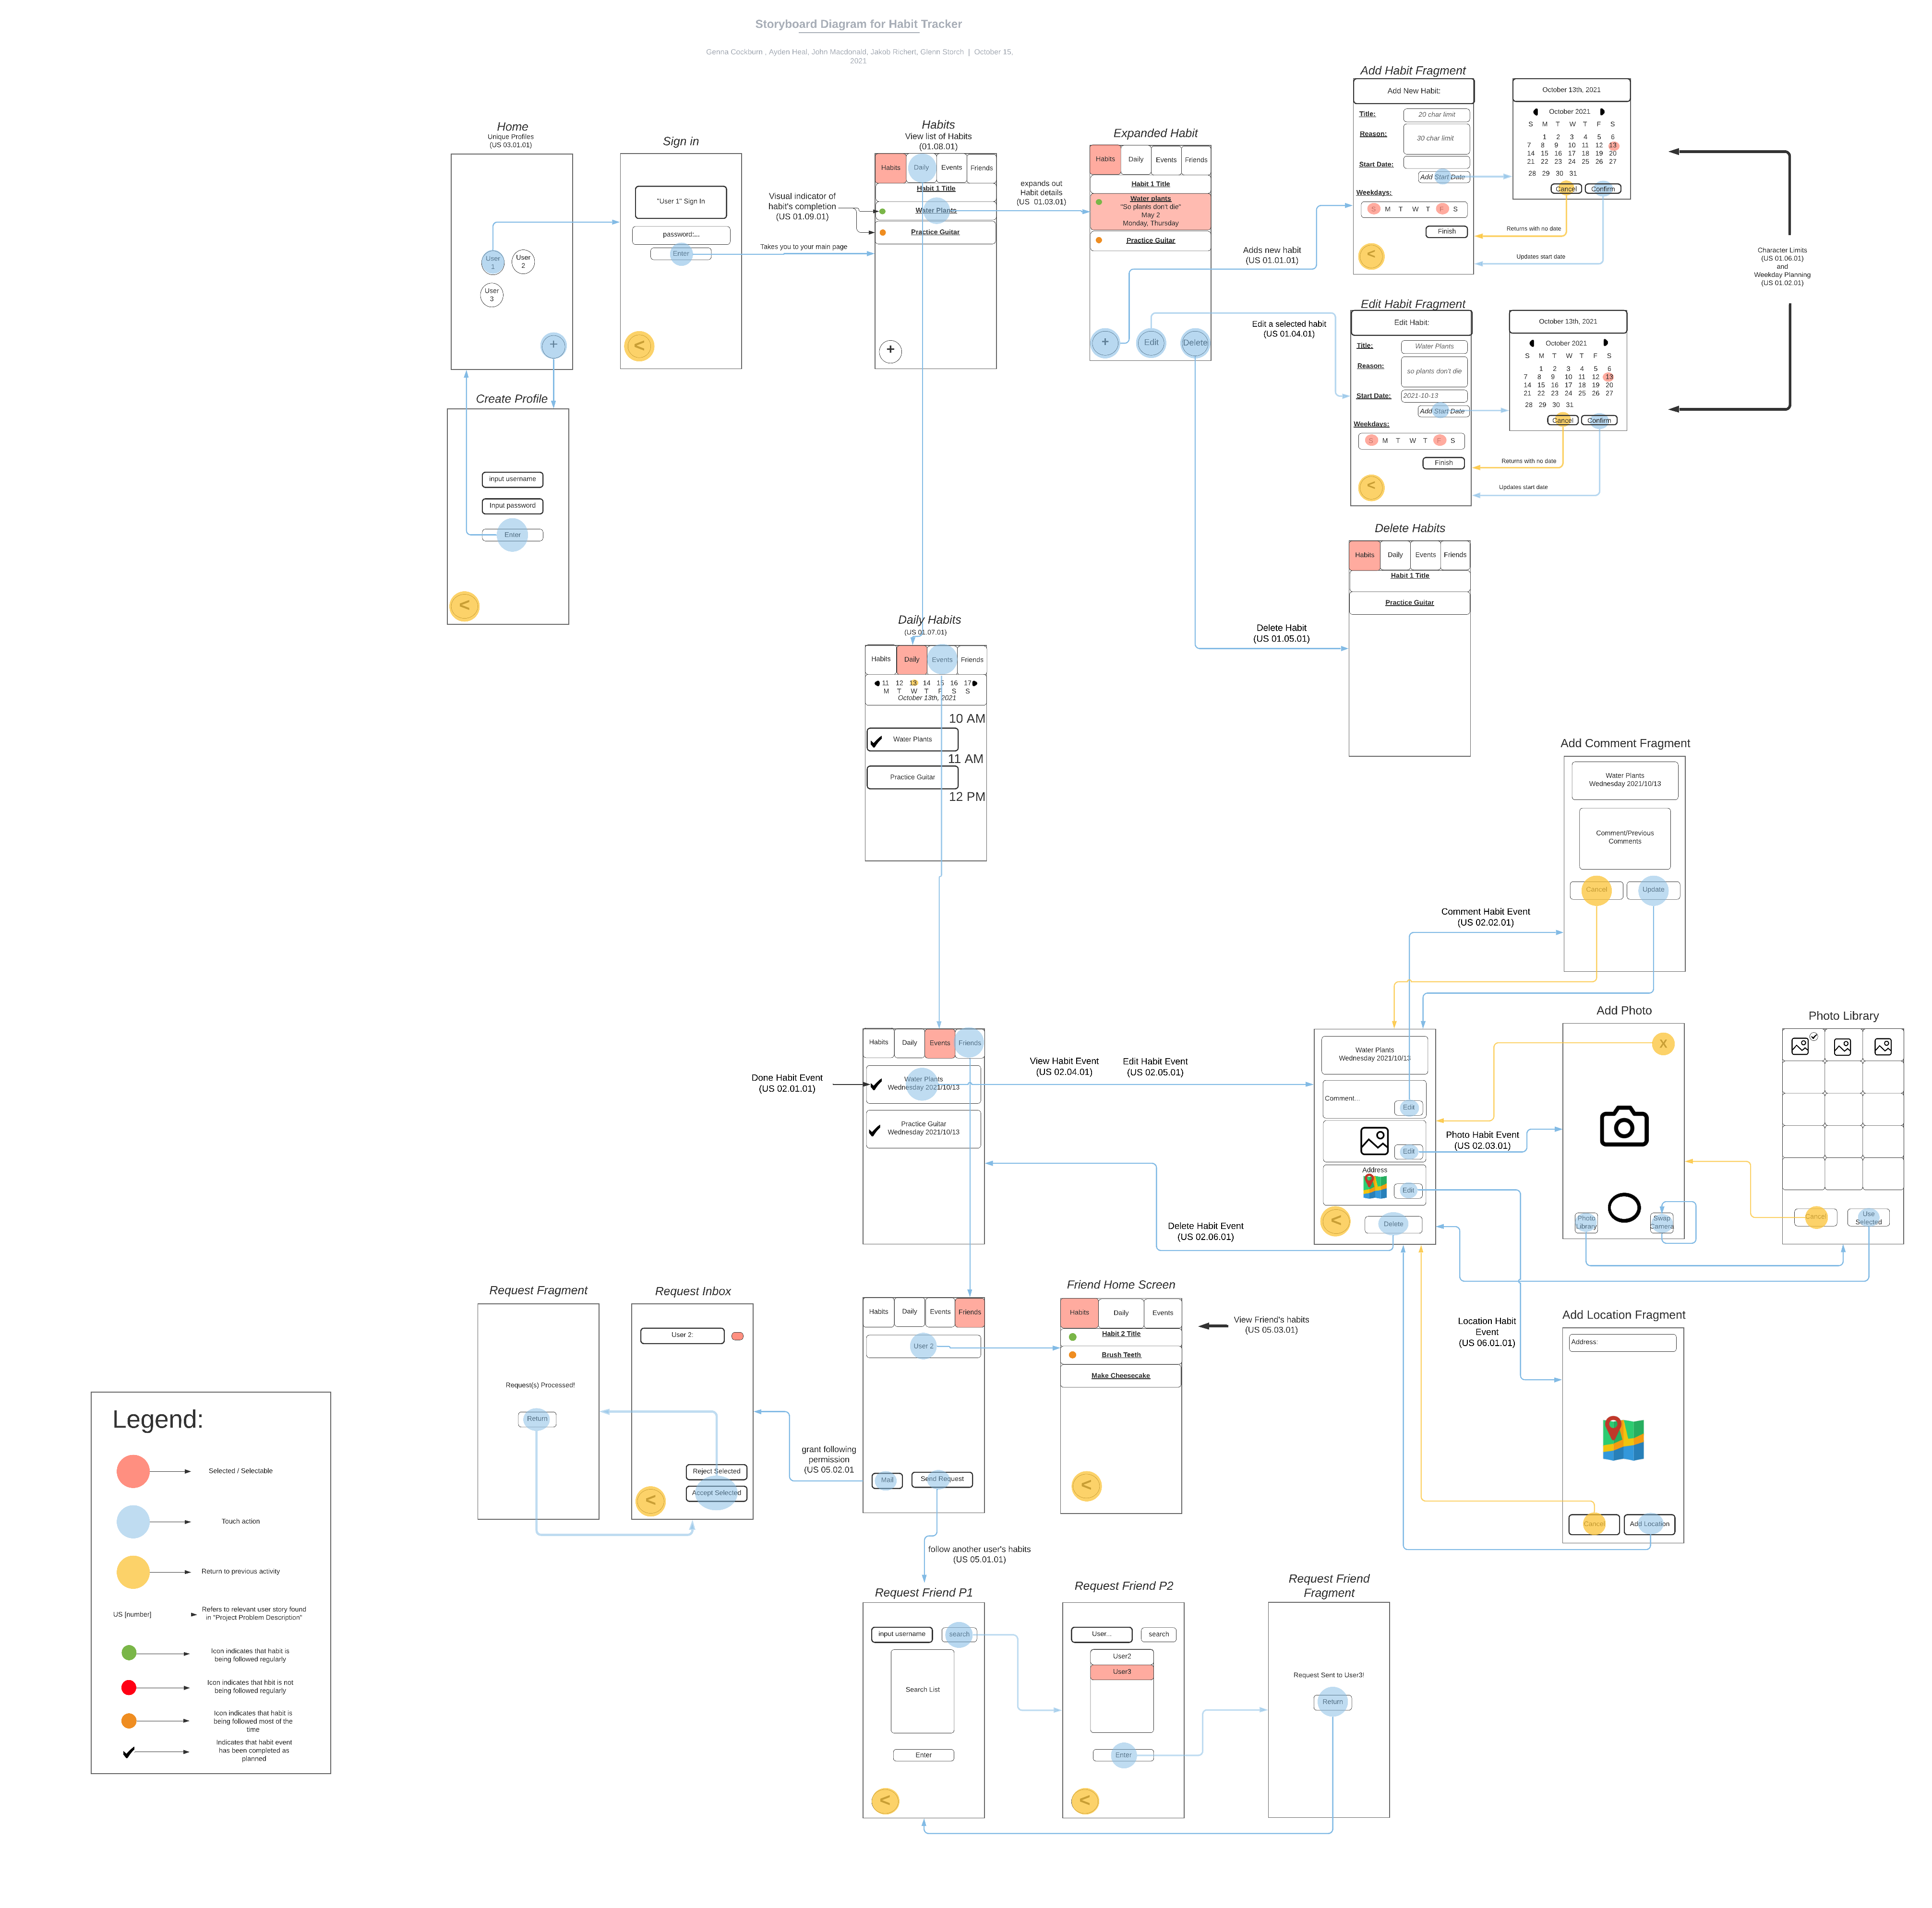 Storyboard Diagram for Habit Tracker
Genna Cockburn , Ayden Heal, John Macdonald, Jakob Richert, Glenn Storch | October 15,
2021
Home
Unique Profiles
(US 03.01.01)
User
1
User
2
User
3
+
Sign in
"User 1" Sign In
password:...
Enter
<
Takes you to your main page
Visual indicator of
habit's completion
(US 01.09.01)
Habits
View list of Habits
(01.08.01)
Habits
Daily
Events
Friends
Habit 1 Title
Water Plants
Practice Guitar
+
expands out
Habit details
(US 01.03.01)
Expanded Habit
Habits
Daily
Events
Friends
Habit 1 Title
Water plants
"So plants don't die"
May 2
Monday, Thursday
Practice Guitar
+
Edit
Delete
Adds new habit
(US 01.01.01)
Edit a selected habit
(US 01.04.01)
Add Habit Fragment
Add New Habit:
Title:
20 char limit
Reason:
30 char limit
Start Date:
Add Start Date
Weekdays:
S M T W T F S
Finish
<
October 13th, 2021
October 2021
S M T W T F S
1 2 3 4 5 6
7 8 9 10 11 12 13
14 15 16 17 18 19 20
21 22 23 24 25 26 27
28 29 30 31
Cancel
Confirm
Returns with no date
Updates start date
Character Limits
(US 01.06.01)
and
Weekday Planning
(US 01.02.01)
Edit Habit Fragment
Edit Habit:
Title:
Water Plants
Reason:
so plants don't die
Start Date:
2021-10-13
Add Start Date
Weekdays:
S M T W T F S
Finish
<
October 13th, 2021
October 2021
S M T W T F S
1 2 3 4 5 6
7 8 9 10 11 12 13
14 15 16 17 18 19 20
21 22 23 24 25 26 27
28 29 30 31
Cancel
Confirm
Returns with no date
Updates start date
Create Profile
input username
Input password
Enter
<
Delete Habits
Habits
Daily
Events
Friends
Habit 1 Title
Practice Guitar
Delete Habit
(US 01.05.01)
Daily Habits
(US 01.07.01)
Habits
Daily
Events
Friends
11 12 13 14 15 16 17
M T W T F S S
October 13th, 2021
10 AM
Water Plants
11 AM
Practice Guitar
12 PM
Add Comment Fragment
Water Plants
Wednesday 2021/10/13
Comment/Previous
Comments
Cancel
Update
Comment Habit Event
(US 02.02.01)
Done Habit Event
(US 02.01.01)
Habits
Daily
Events
Friends
Water Plants
Wednesday 2021/10/13
Practice Guitar
Wednesday 2021/10/13
View Habit Event
(US 02.04.01)
Edit Habit Event
(US 02.05.01)
Delete Habit Event
(US 02.06.01)
Water Plants
Wednesday 2021/10/13
Comment...
Edit
Edit
Address
Edit
<
Delete
Photo Habit Event
(US 02.03.01)
Add Photo
X
Photo
Library
Swap
Camera
Photo Library
Cancel
Use
Selected
Location Habit
Event
(US 06.01.01)
Add Location Fragment
Address:
Cancel
Add Location
Request Fragment
Request(s) Processed!
Return
Request Inbox
User 2:
Reject Selected
Accept Selected
<
grant following
permission
(US 05.02.01
Habits
Daily
Events
Friends
User 2
Mail
Send Request
Friend Home Screen
Habits
Daily
Events
Habit 2 Title
Brush Teeth
Make Cheesecake
<
View Friend's habits
(US 05.03.01)
follow another user's habits
(US 05.01.01)
Request Friend P1
input username
search
Search List
Enter
<
Request Friend P2
User...
search
User2
User3
Enter
<
Request Friend
Fragment
Request Sent to User3!
Return
Legend:
Selected / Selectable
Touch action
Return to previous activity
US [number]
Refers to relevant user story found
in "Project Problem Description"
Icon indicates that habit is
being followed regularly
Icon indicates that hbit is not
being followed regularly
Icon indicates that habit is
being followed most of the
time
Indicates that habit event
has been completed as
planned